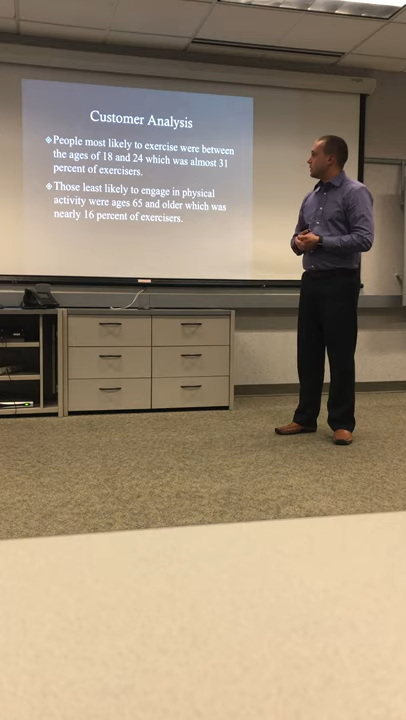 Customer Analysis
People most likely to exercise were between
the ages of 18 and 24 which was almost 31
percent of exercisers.
Those least likely to engage in physical
activity were ages 65 and older which was
nearly 16 percent of exercisers.